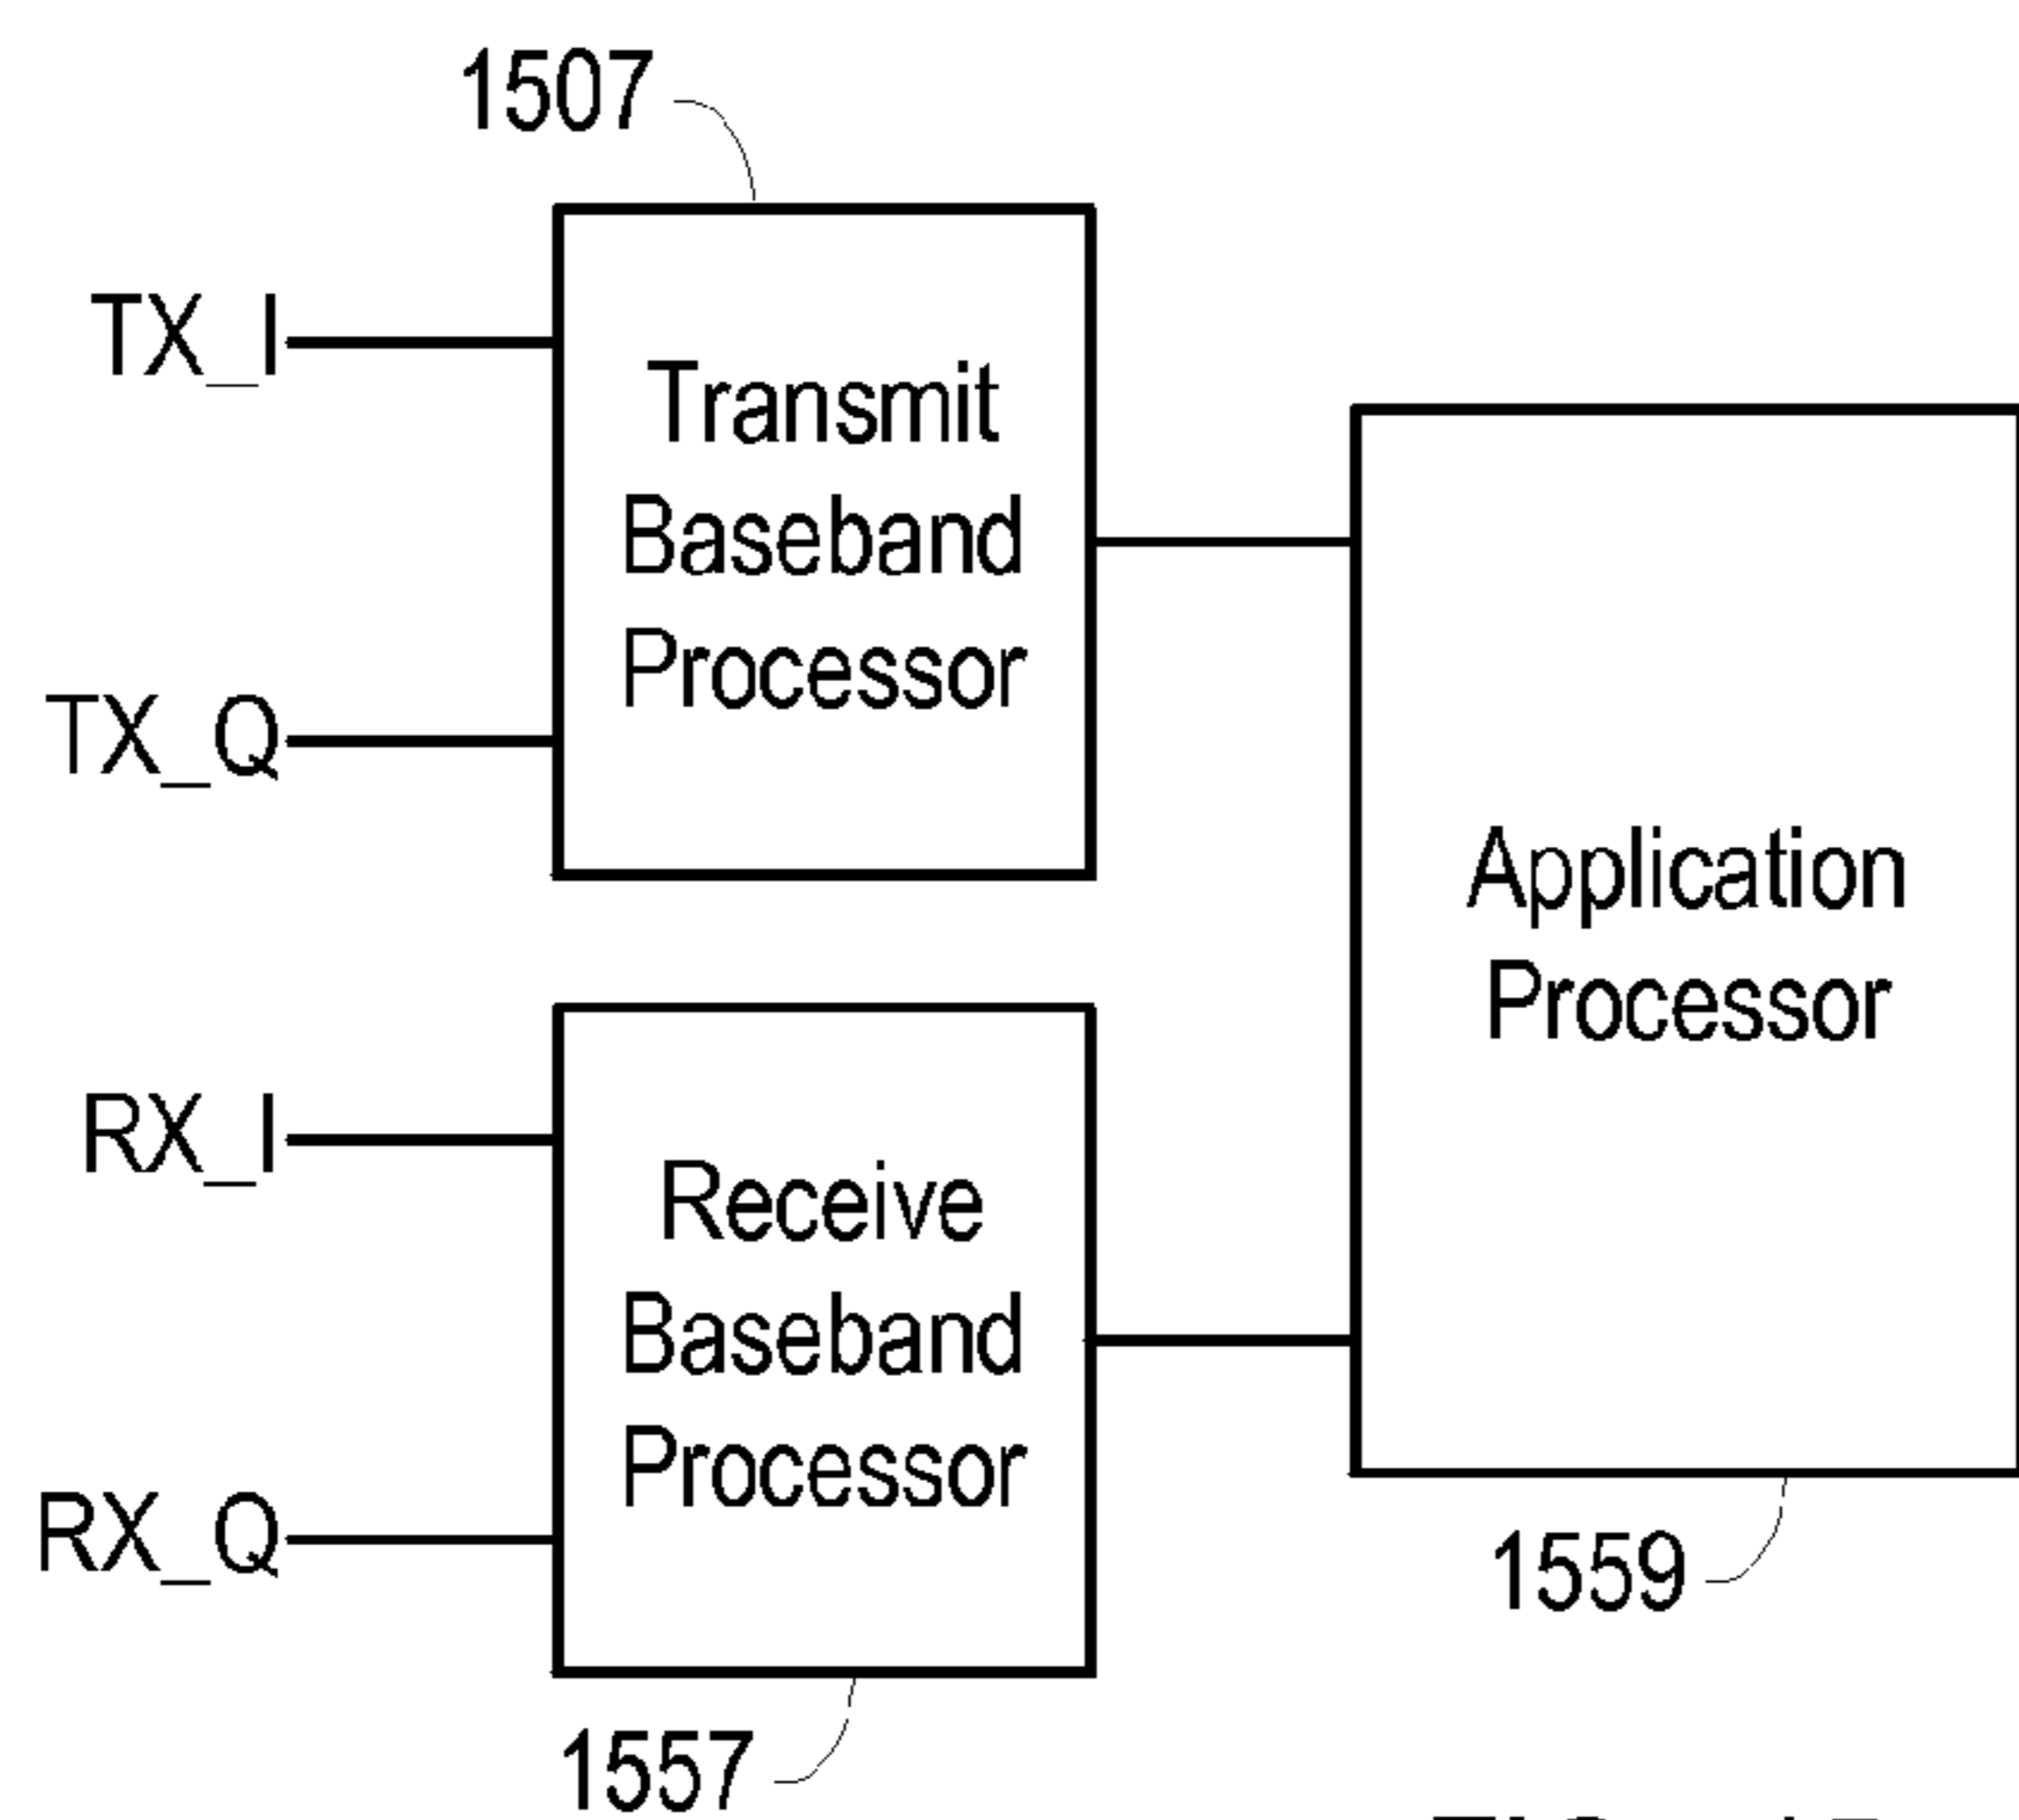 1507
TX_I
Transmit
Baseband
Processor
TX_Q
Application
Processor
RX_I
Receive
Baseband
Processor
RX_Q
1559
1557